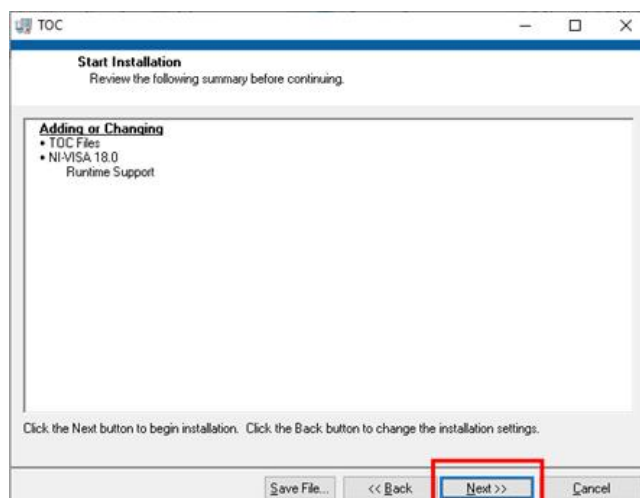 TOC
Start Installation
Review the following summary before continuing.
Adding or Changing
• TOC Files
• NI-VISA 18.0
Runtime Support
Click the Next button to begin installation. Click the Back button to change the installation settings.
Save File... << Back Next >> Cancel